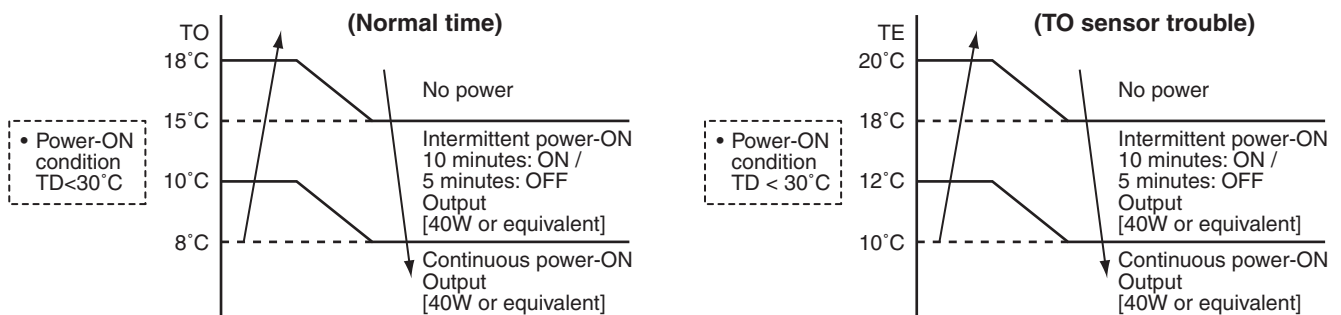 (Normal time)
TO
18˚C
15˚C
10˚C
8˚C
• Power-ON
condition
TD<30˚C
No power
Intermittent power-ON
10 minutes: ON /
5 minutes: OFF
Output
[40W or equivalent]
Continuous power-ON
Output
[40W or equivalent]
(TO sensor trouble)
TE
20˚C
18˚C
12˚C
10˚C
• Power-ON
condition
TD < 30˚C
No power
Intermittent power-ON
10 minutes: ON /
5 minutes: OFF
Output
[40W or equivalent]
Continuous power-ON
Output
[40W or equivalent]